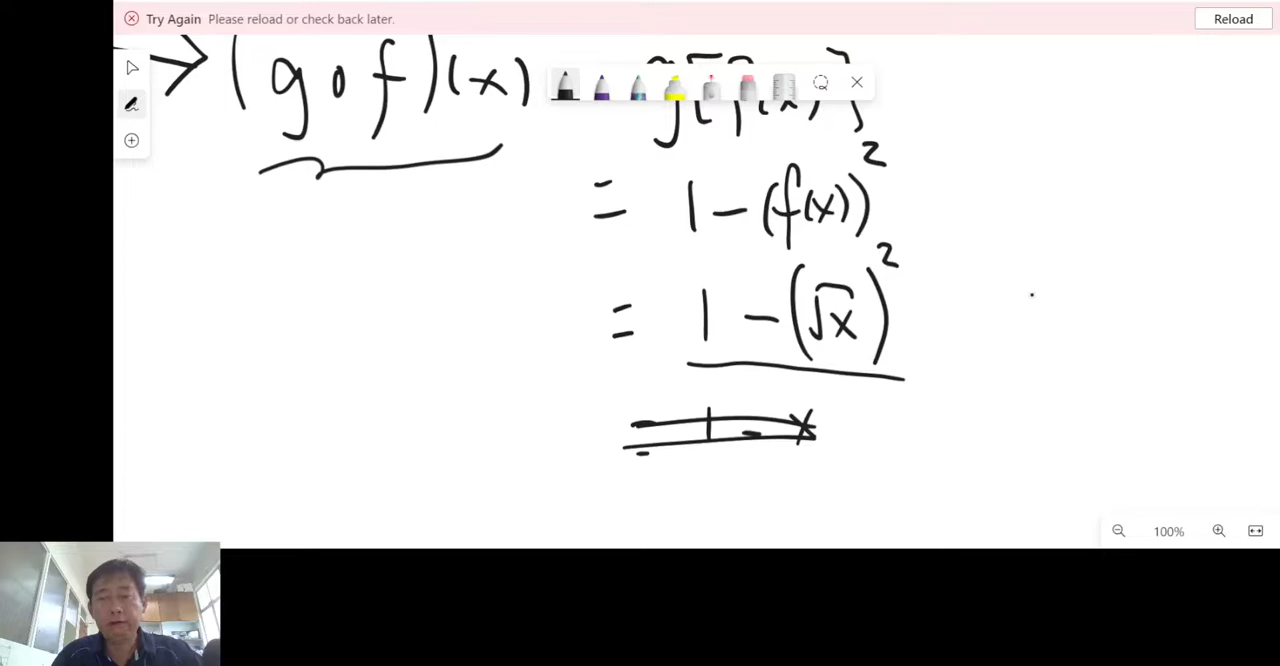 Try Again Please reload or check back later. Reload
→ (g o f)(x) g[f(x)]
= 1 - (f(x))²
= 1 - (√x)²
= 1 - x
100%